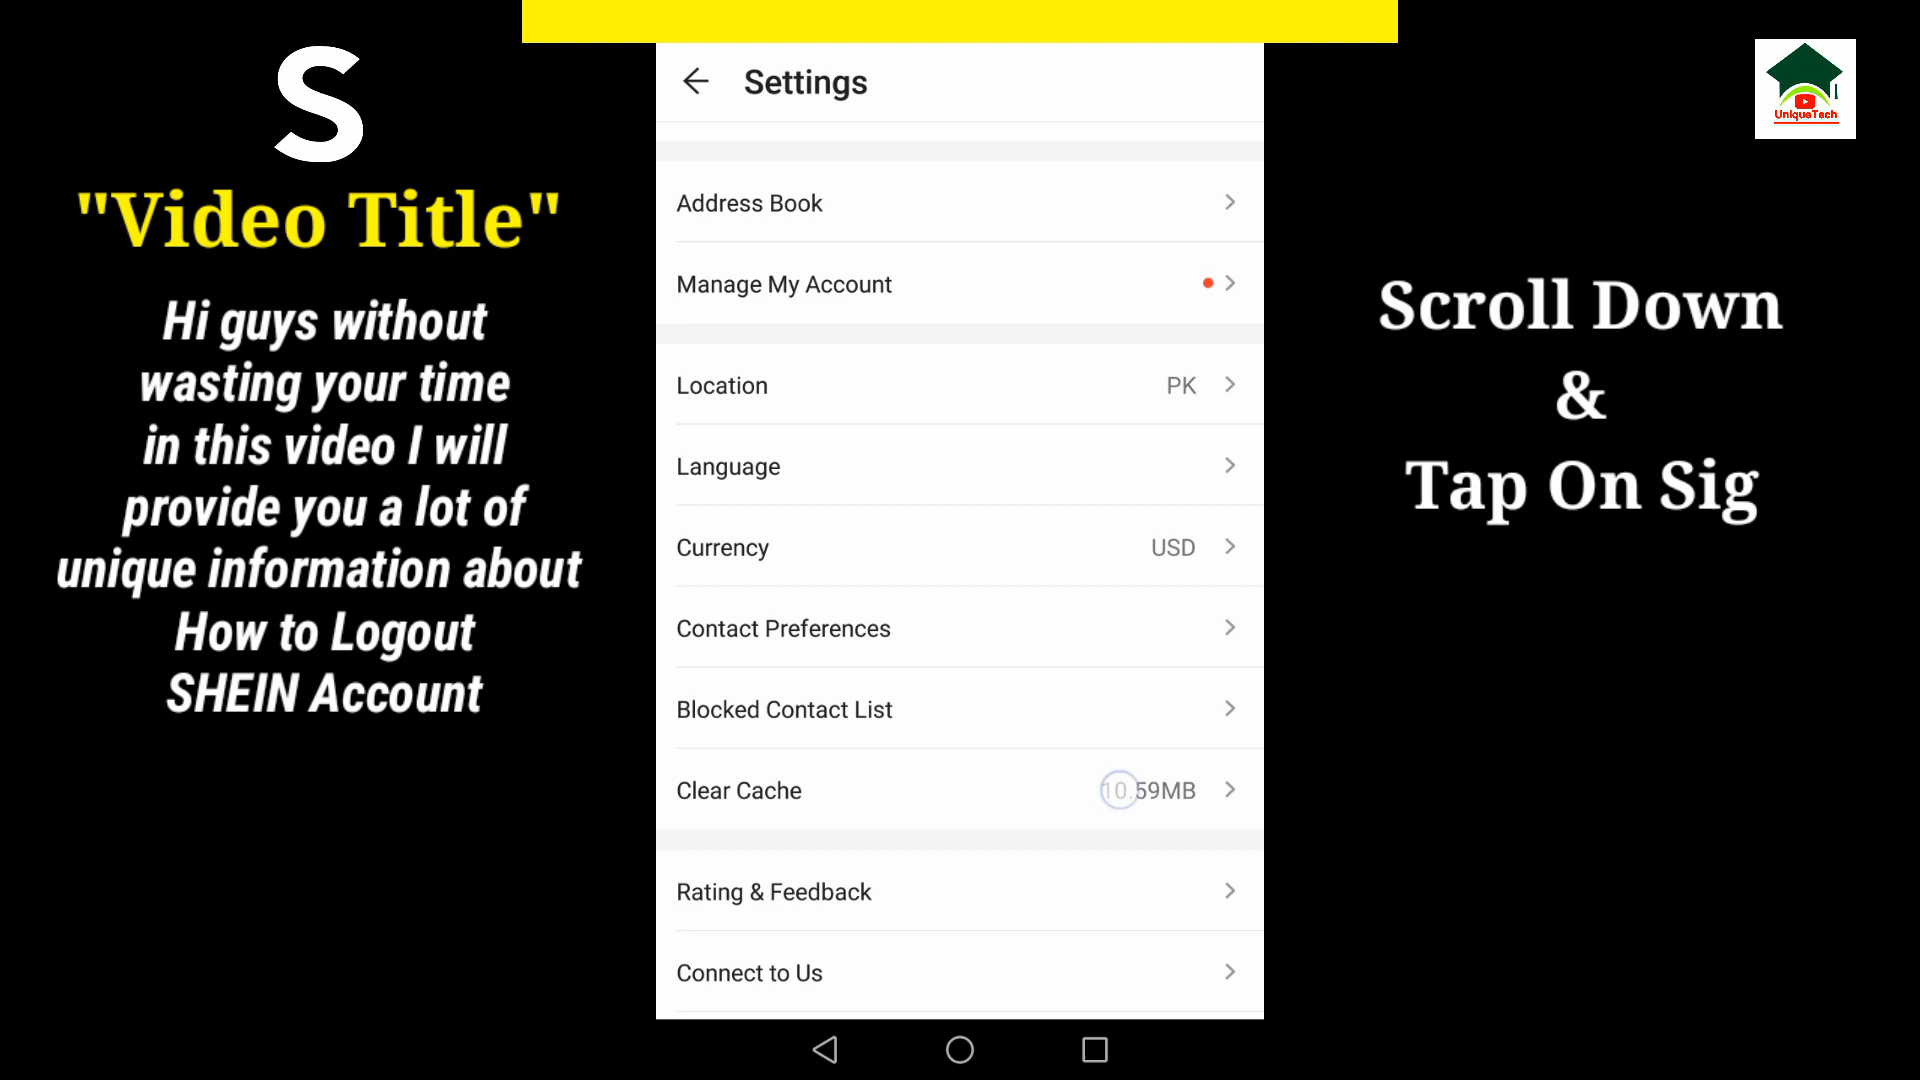 S
"Video Title"
Hi guys without
wasting your time
in this video I will
provide you a lot of
unique information about
How to Logout
SHEIN Account
Settings
Address Book
Manage My Account
Location PK
Language
Currency USD
Contact Preferences
Blocked Contact List
Clear Cache 10.59MB
Rating & Feedback
Connect to Us
UniqueTech
Scroll Down
&
Tap On Sig